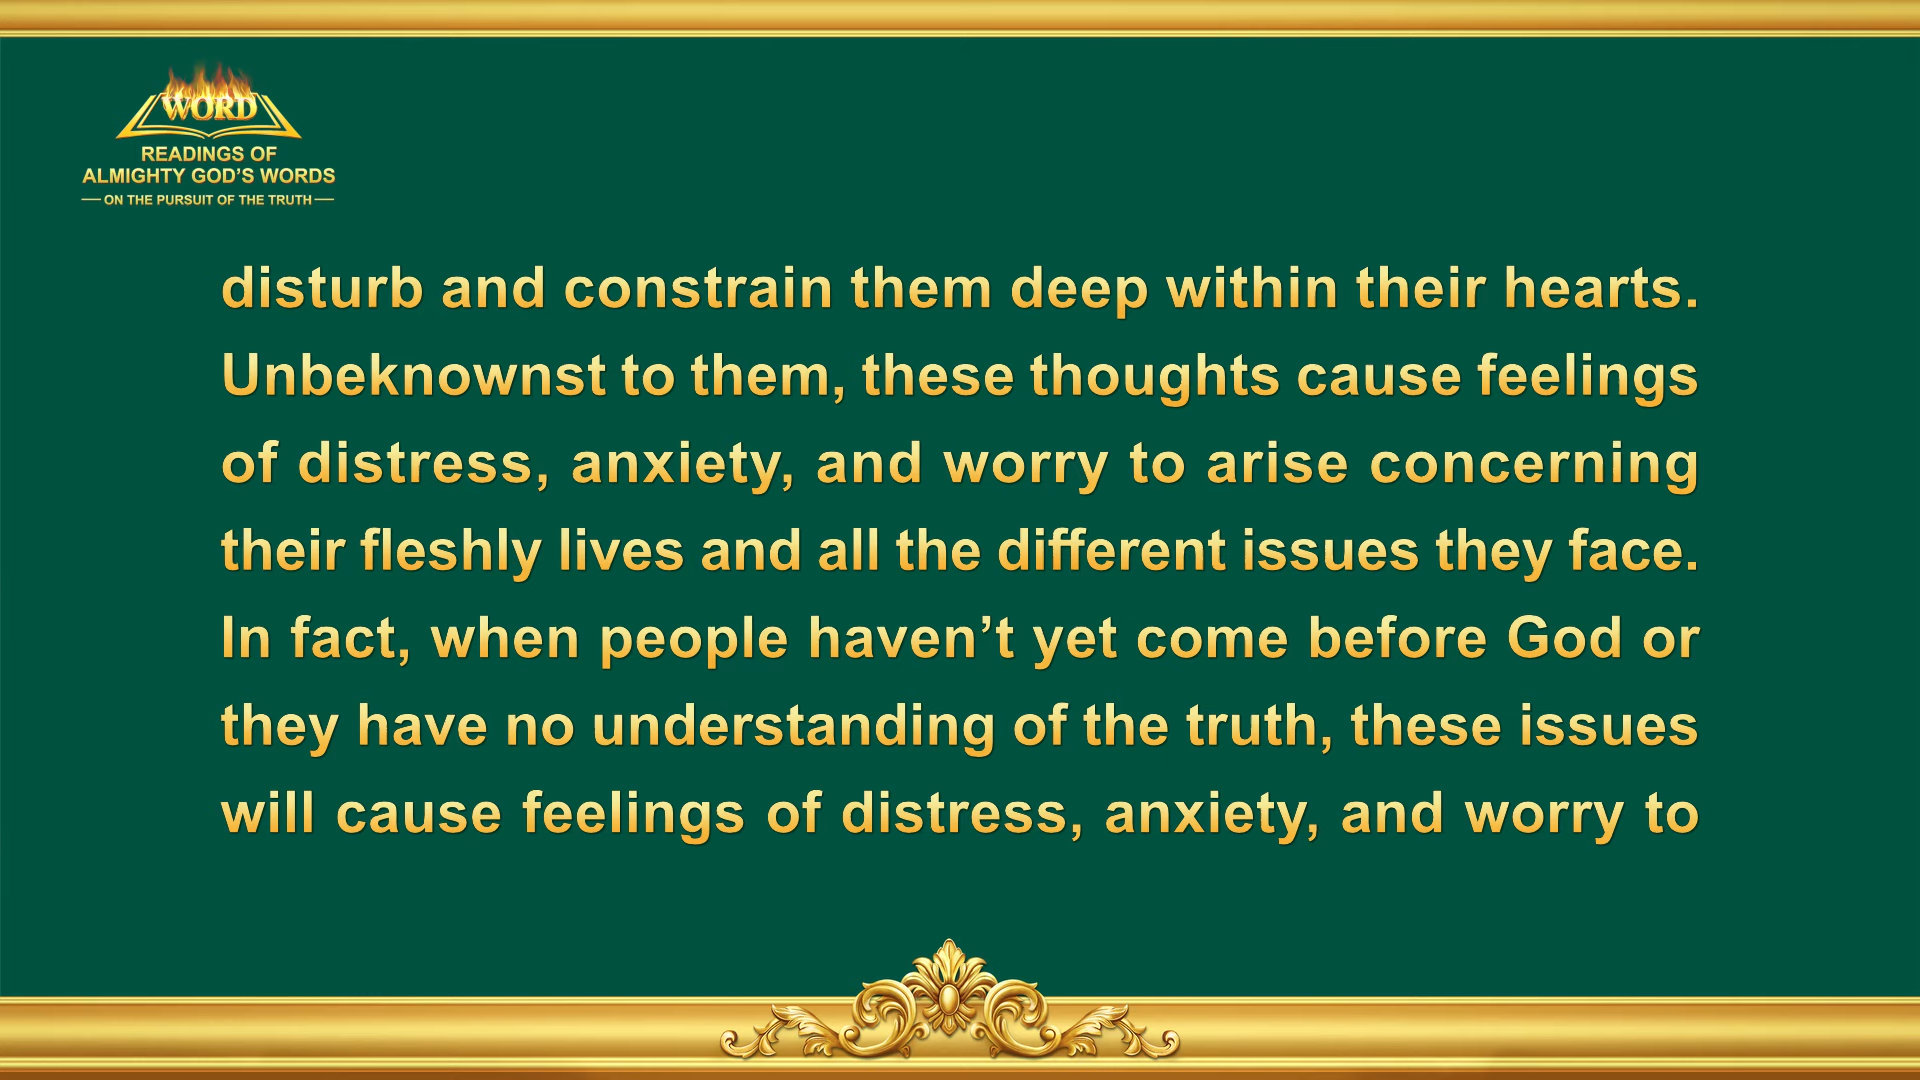 WORD
READINGS OF
ALMIGHTY GOD’S WORDS
ON THE PURSUIT OF THE TRUTH
disturb and constrain them deep within their hearts.
Unbeknownst to them, these thoughts cause feelings
of distress, anxiety, and worry to arise concerning
their fleshly lives and all the different issues they face.
In fact, when people haven’t yet come before God or
they have no understanding of the truth, these issues
will cause feelings of distress, anxiety, and worry to